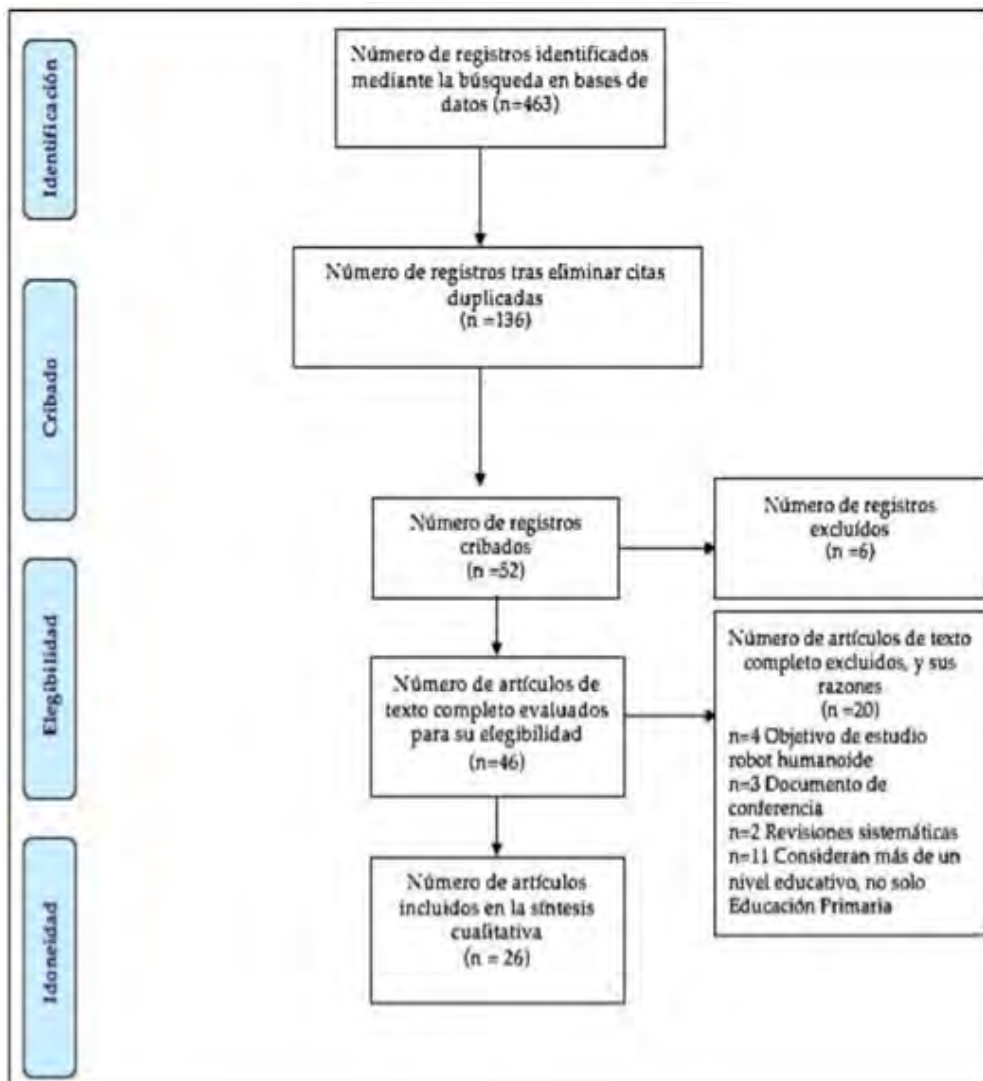 Identificación
Número de registros identificados
mediante la búsqueda en bases de
datos (n=463)
Cribado
Número de registros tras eliminar citas
duplicadas
(n =136)
Número de registros
cribados
(n =52)
Número de registros
excluídos
(n =6)
Elegibilidad
Número de artículos de
texto completo evaluados
para su elegibilidad
(n=46)
Número de artículos de texto
completo excluidos, y sus
razones
(n =20)
n=4 Objetivo de estudio
robot humanoide
n=3 Documento de
conferencia
n=2 Revisiones sistemáticas
n=11 Consideran más de un
nivel educativo, no solo
Educación Primaria
Idoneidad
Número de artículos
incluidos en la síntesis
cualitativa
(n = 26)